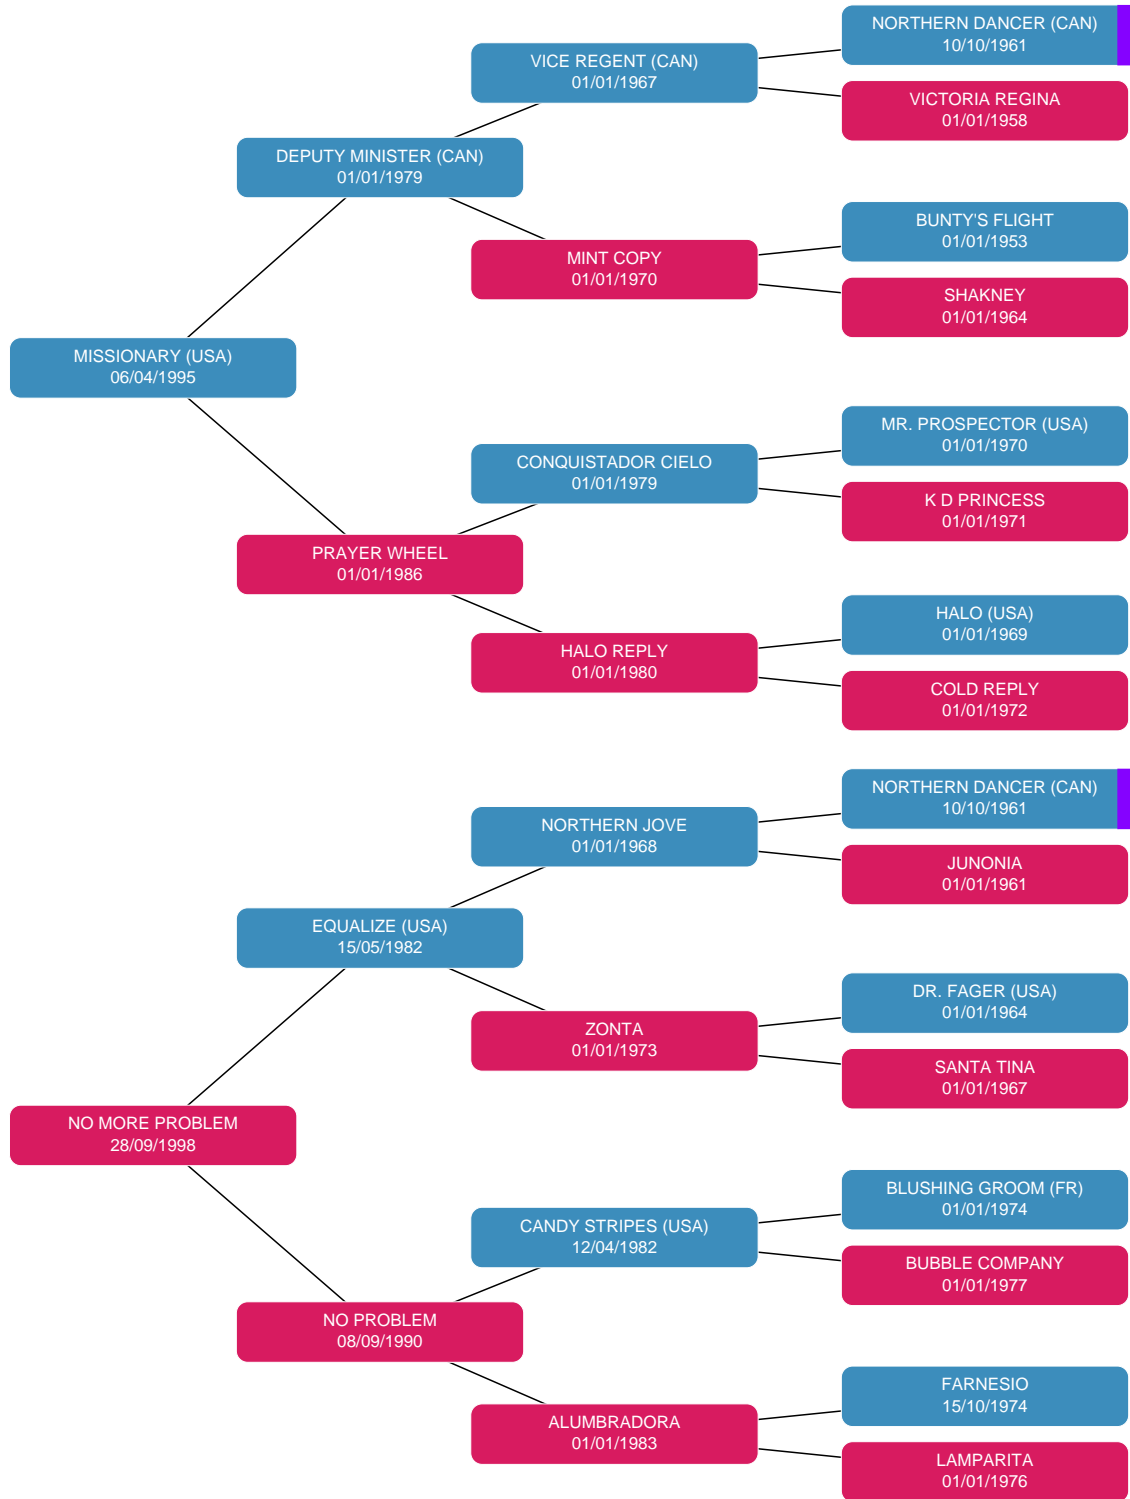 NORTHERN DANCER (CAN)
10/10/1961
VICE REGENT (CAN)
01/01/1967
VICTORIA REGINA
01/01/1958
DEPUTY MINISTER (CAN)
01/01/1979
BUNTY'S FLIGHT
01/01/1953
MINT COPY
01/01/1970
SHAKNEY
01/01/1964
MISSIONARY (USA)
06/04/1995
MR. PROSPECTOR (USA)
01/01/1970
CONQUISTADOR CIELO
01/01/1979
K D PRINCESS
01/01/1971
PRAYER WHEEL
01/01/1986
HALO (USA)
01/01/1969
HALO REPLY
01/01/1980
COLD REPLY
01/01/1972
NORTHERN DANCER (CAN)
10/10/1961
NORTHERN JOVE
01/01/1968
JUNONIA
01/01/1961
EQUALIZE (USA)
15/05/1982
DR. FAGER (USA)
01/01/1964
ZONTA
01/01/1973
SANTA TINA
01/01/1967
NO MORE PROBLEM
28/09/1998
BLUSHING GROOM (FR)
01/01/1974
CANDY STRIPES (USA)
12/04/1982
BUBBLE COMPANY
01/01/1977
NO PROBLEM
08/09/1990
FARNESIO
15/10/1974
ALUMBRADORA
01/01/1983
LAMPARITA
01/01/1976